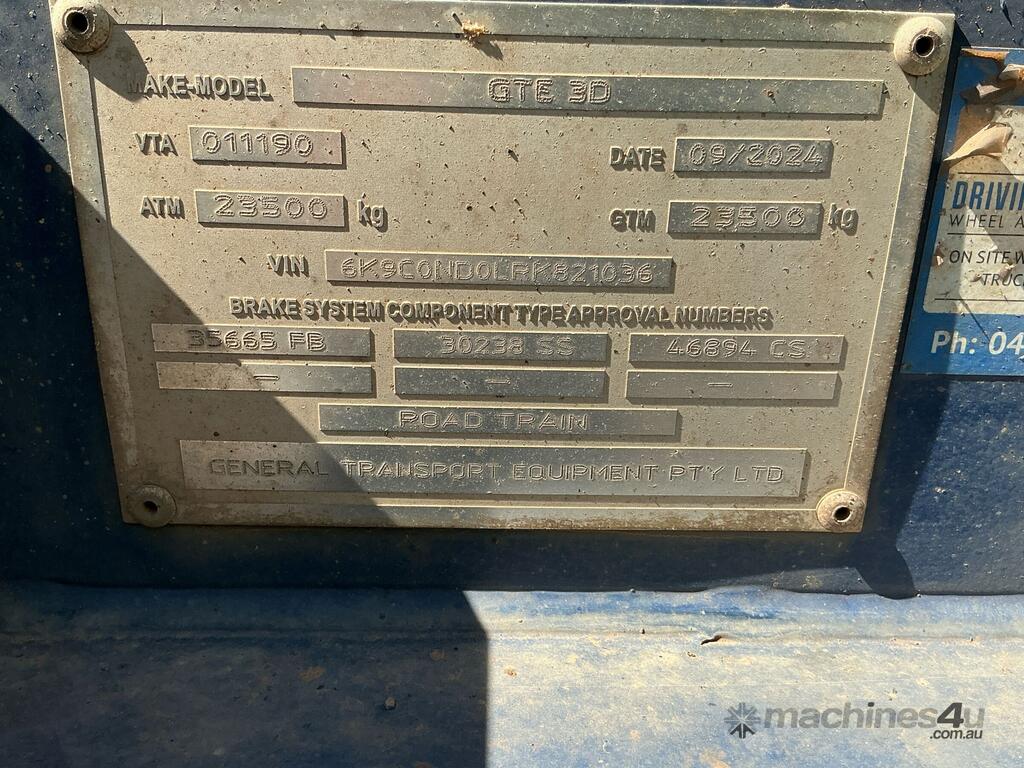 MAKE-MODEL GTE 3D
VTA 011190 DATE 09/2024
ATM 23500 kg GTM 23500 kg
VIN 6K9C0ND0LRK821036
BRAKE SYSTEM COMPONENT TYPE APPROVAL NUMBERS
35665 FB 30238 SS 46894 CS
– – –
ROAD TRAIN
GENERAL TRANSPORT EQUIPMENT PTY LTD
DRIVI
WHEEL A
ON SITE W
TRUC
Ph: 04
machines4u
.com.au